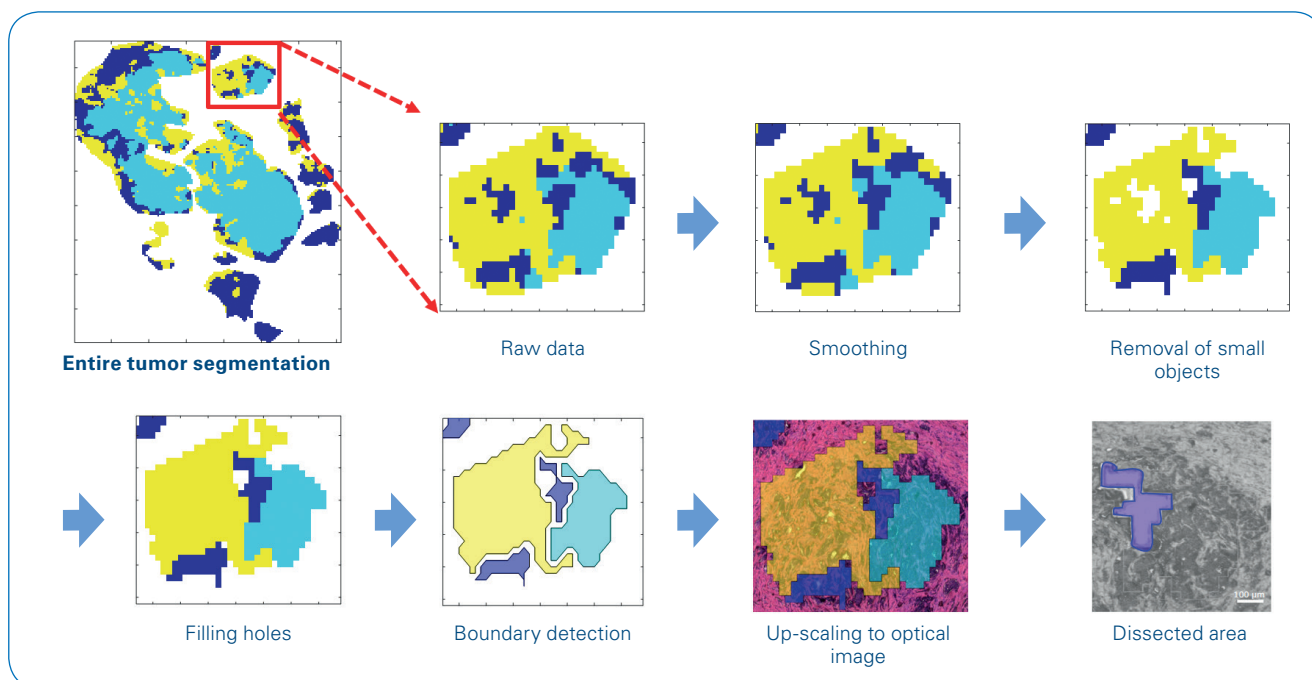 Entire tumor segmentation
Raw data
Smoothing
Removal of small
objects
Filling holes
Boundary detection
Up-scaling to optical
image
100 µm
Dissected area